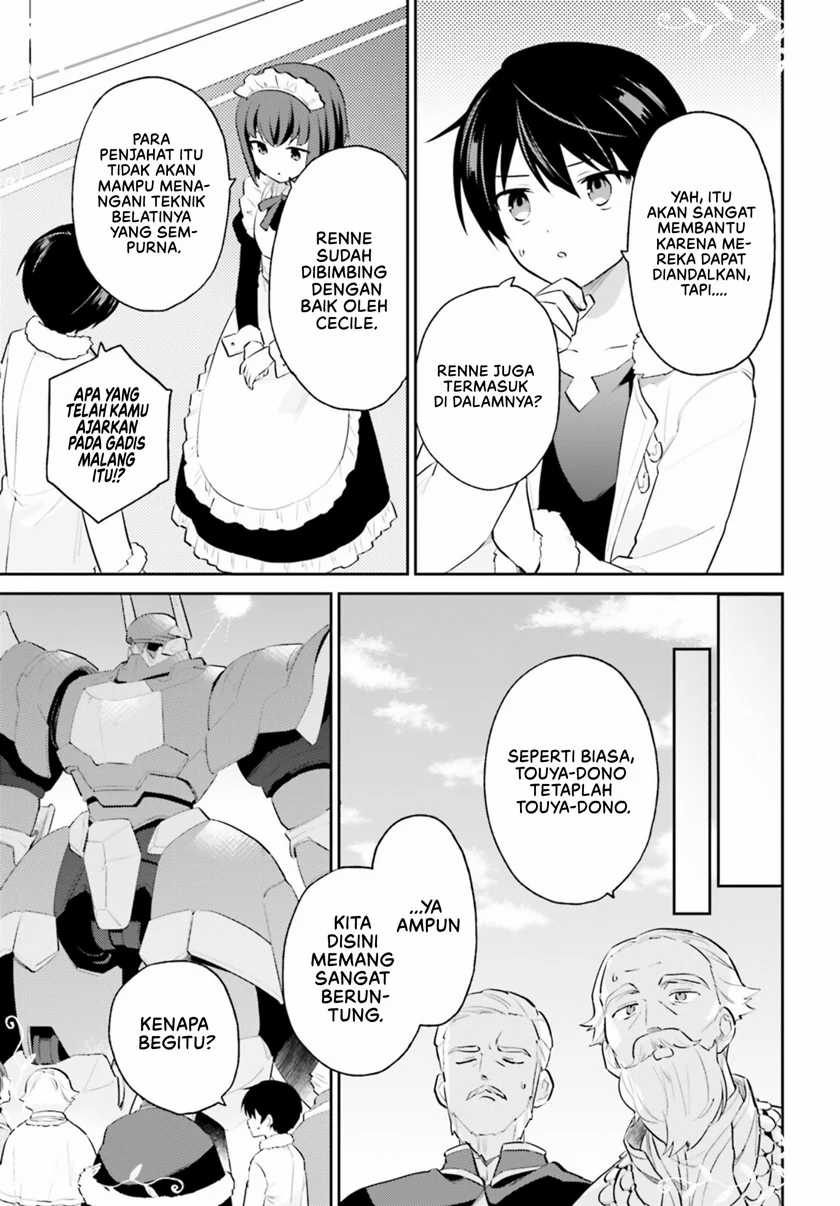 YAH, ITU
AKAN SANGAT
MEMBANTU
KARENA ME-
REKA DAPAT
DIANDALKAN,
TAPI....
RENNE JUGA
TERMASUK
DI DALAMNYA?
RENNE
SUDAH
DIBIMBING
DENGAN
BAIK OLEH
CECILE.
PARA
PENJAHAT ITU
TIDAK AKAN
MAMPU MENA-
NGANI TEKNIK
BELATINYA
YANG SEM-
PURNA.
APA YANG
TELAH KAMU
AJARKAN
PADA GADIS
MALANG
ITU!?
SEPERTI BIASA,
TOUYA-DONO
TETAPLAH
TOUYA-DONO.
...YA
AMPUN
KITA
DISINI
MEMANG
SANGAT
BERUN-
TUNG.
KENAPA
BEGITU?